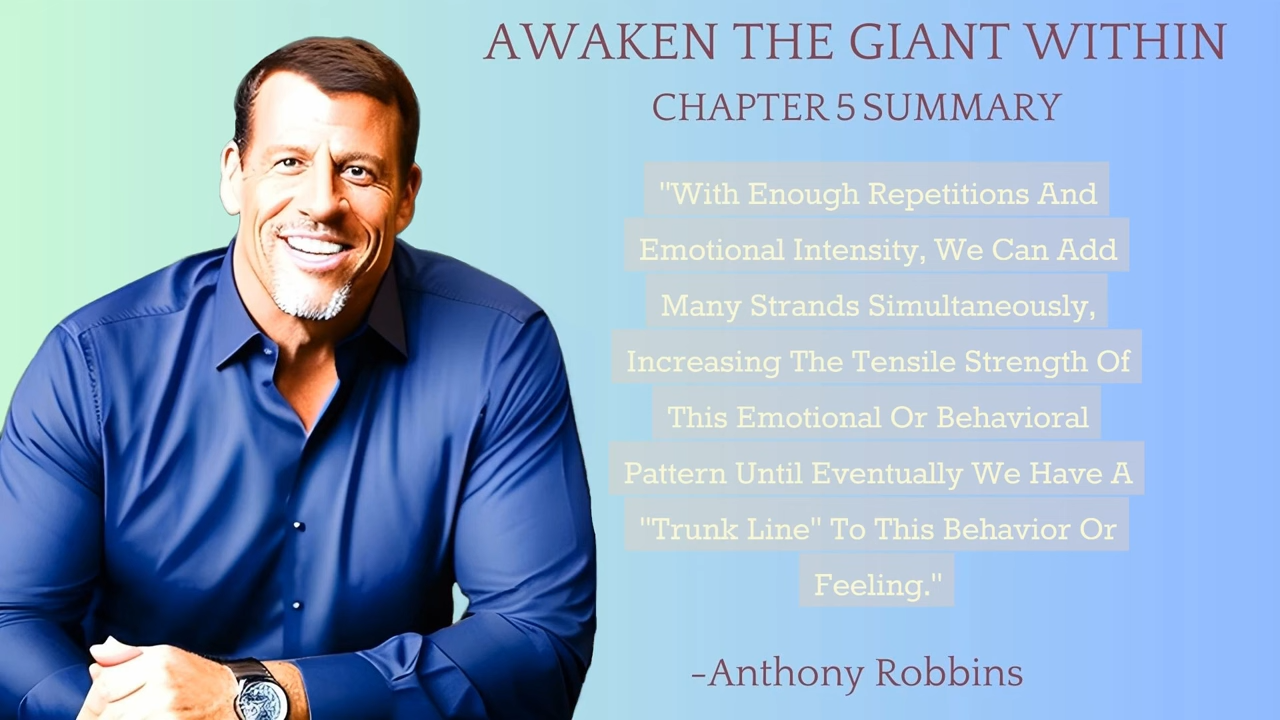 AWAKEN THE GIANT WITHIN
CHAPTER 5 SUMMARY
"With Enough Repetitions And
Emotional Intensity, We Can Add
Many Strands Simultaneously,
Increasing The Tensile Strength Of
This Emotional Or Behavioral
Pattern Until Eventually We Have A
"Trunk Line" To This Behavior Or
Feeling."
-Anthony Robbins